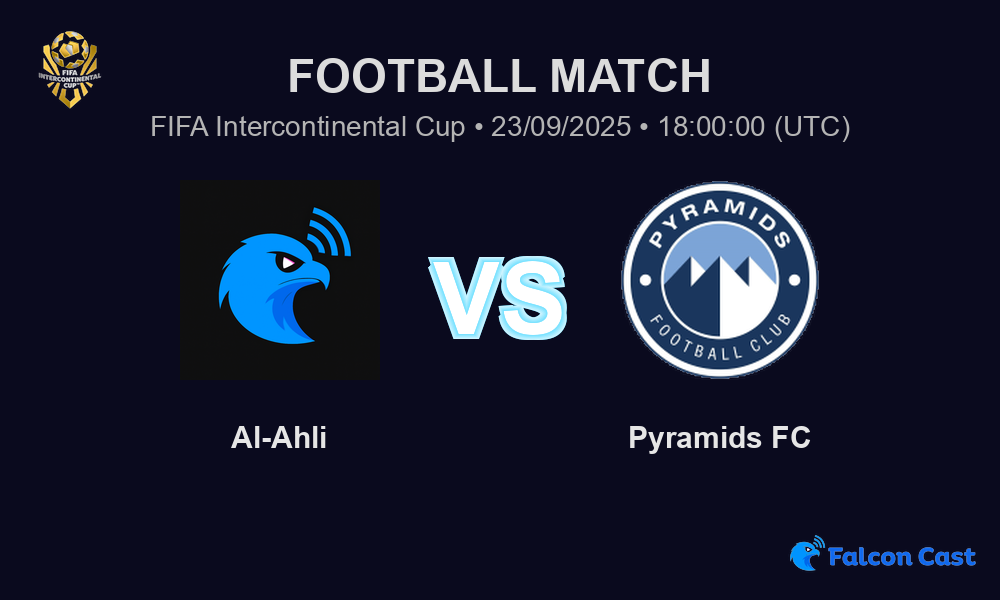 FIFA
INTERCONTINENTAL
CUP
FOOTBALL MATCH
FIFA Intercontinental Cup • 23/09/2025 • 18:00:00 (UTC)
VS
PYRAMIDS
FOOTBALL CLUB
Al-Ahli
Pyramids FC
Falcon Cast